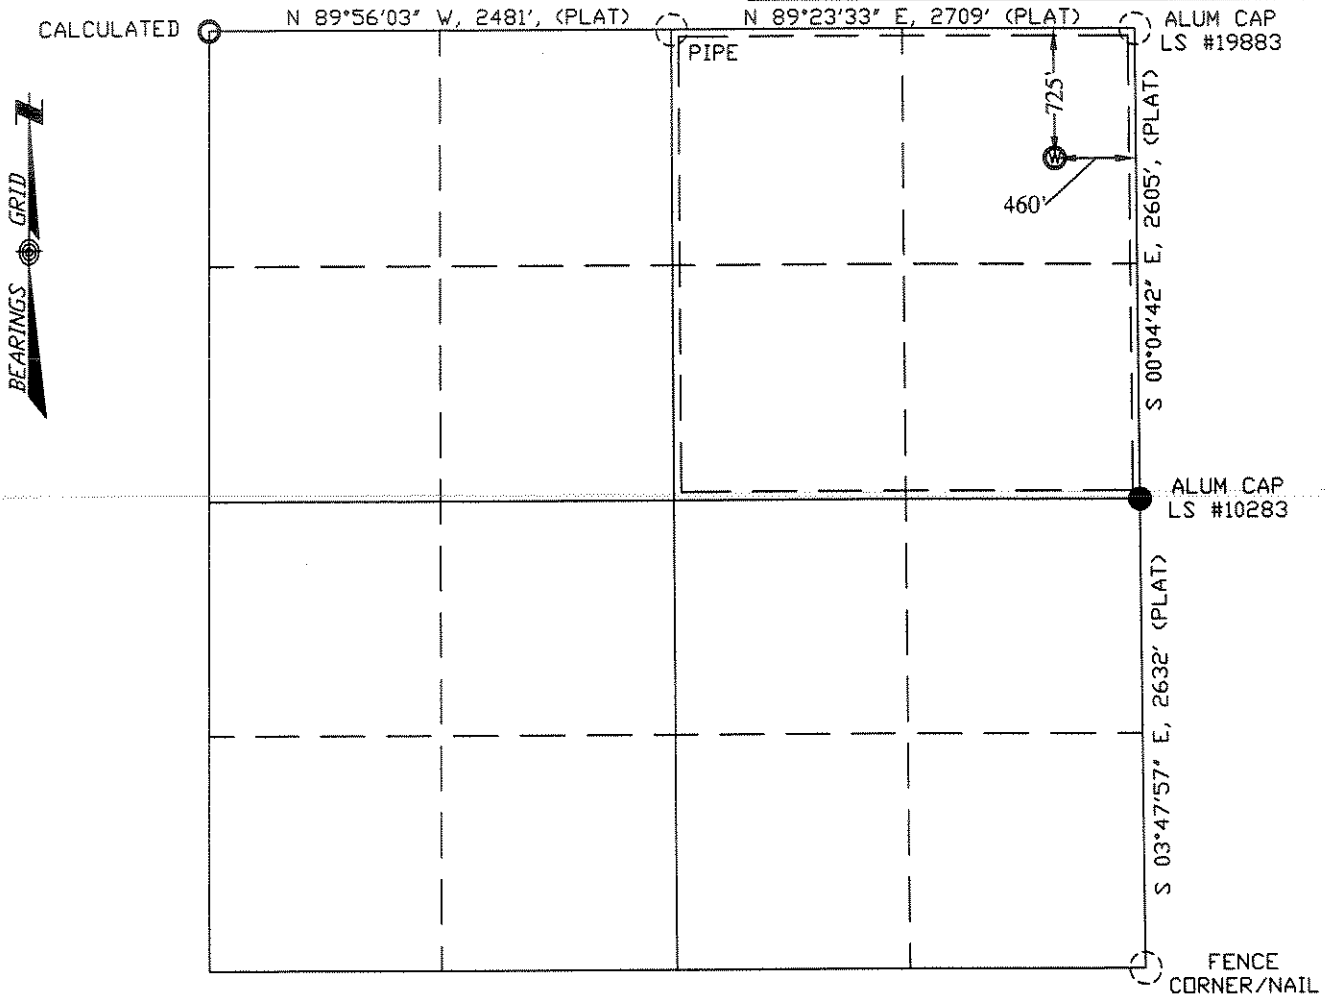 N 89°56'03" W, 2481', (PLAT)
N 89°23'33" E, 2709' (PLAT)
CALCULATED
ALUM CAP
LS #19883
PIPE
725'
W
460'
S 00°04'42" E, 2605', (PLAT)
N
BEARINGS GRID
ALUM CAP
LS #10283
S 03°47'57" E, 2632' (PLAT)
FENCE
CORNER/NAIL